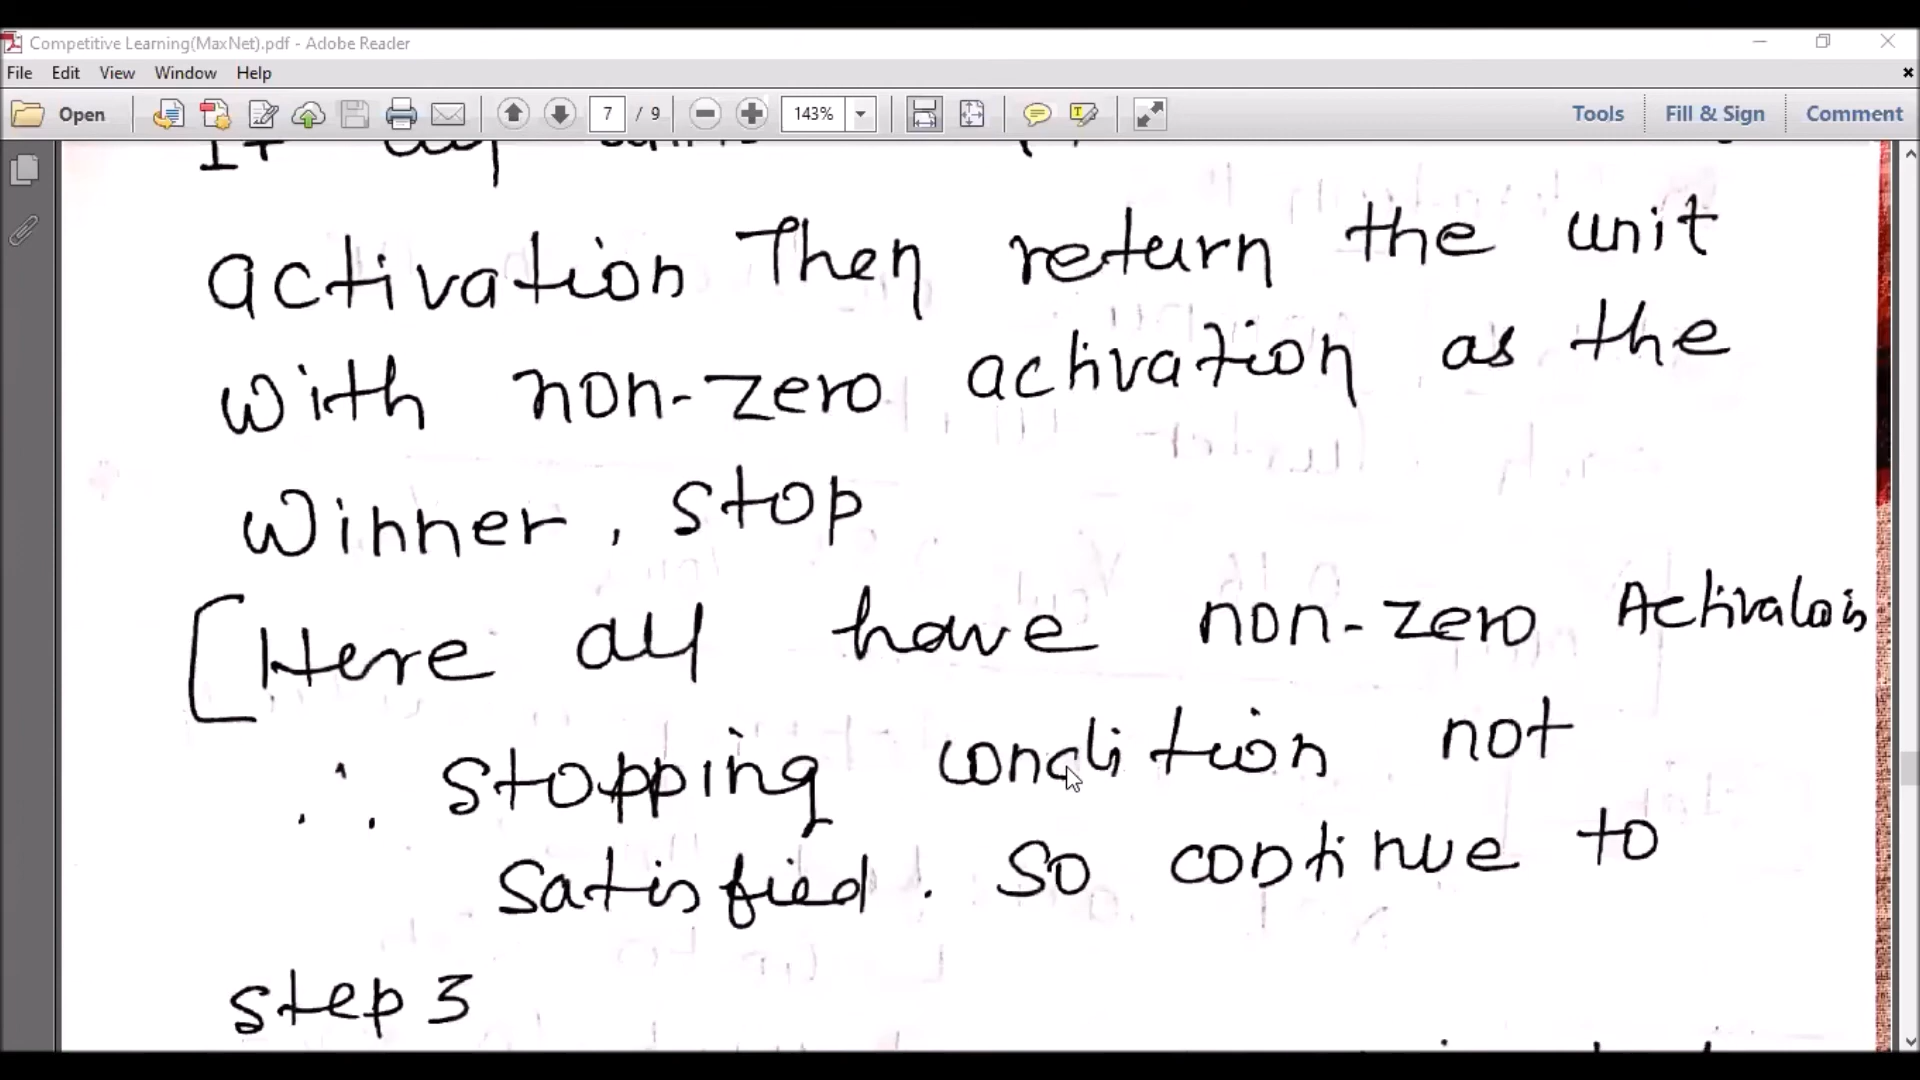 Competitive Learning(MaxNet).pdf - Adobe Reader
File Edit View Window Help
Open 7 / 9 143% Tools Fill & Sign Comment
activation Then return the unit
with non-zero activation as the
Winner, stop
[Here all have non-zero
∴ stopping condition not
satisfied. So continue to
step 3